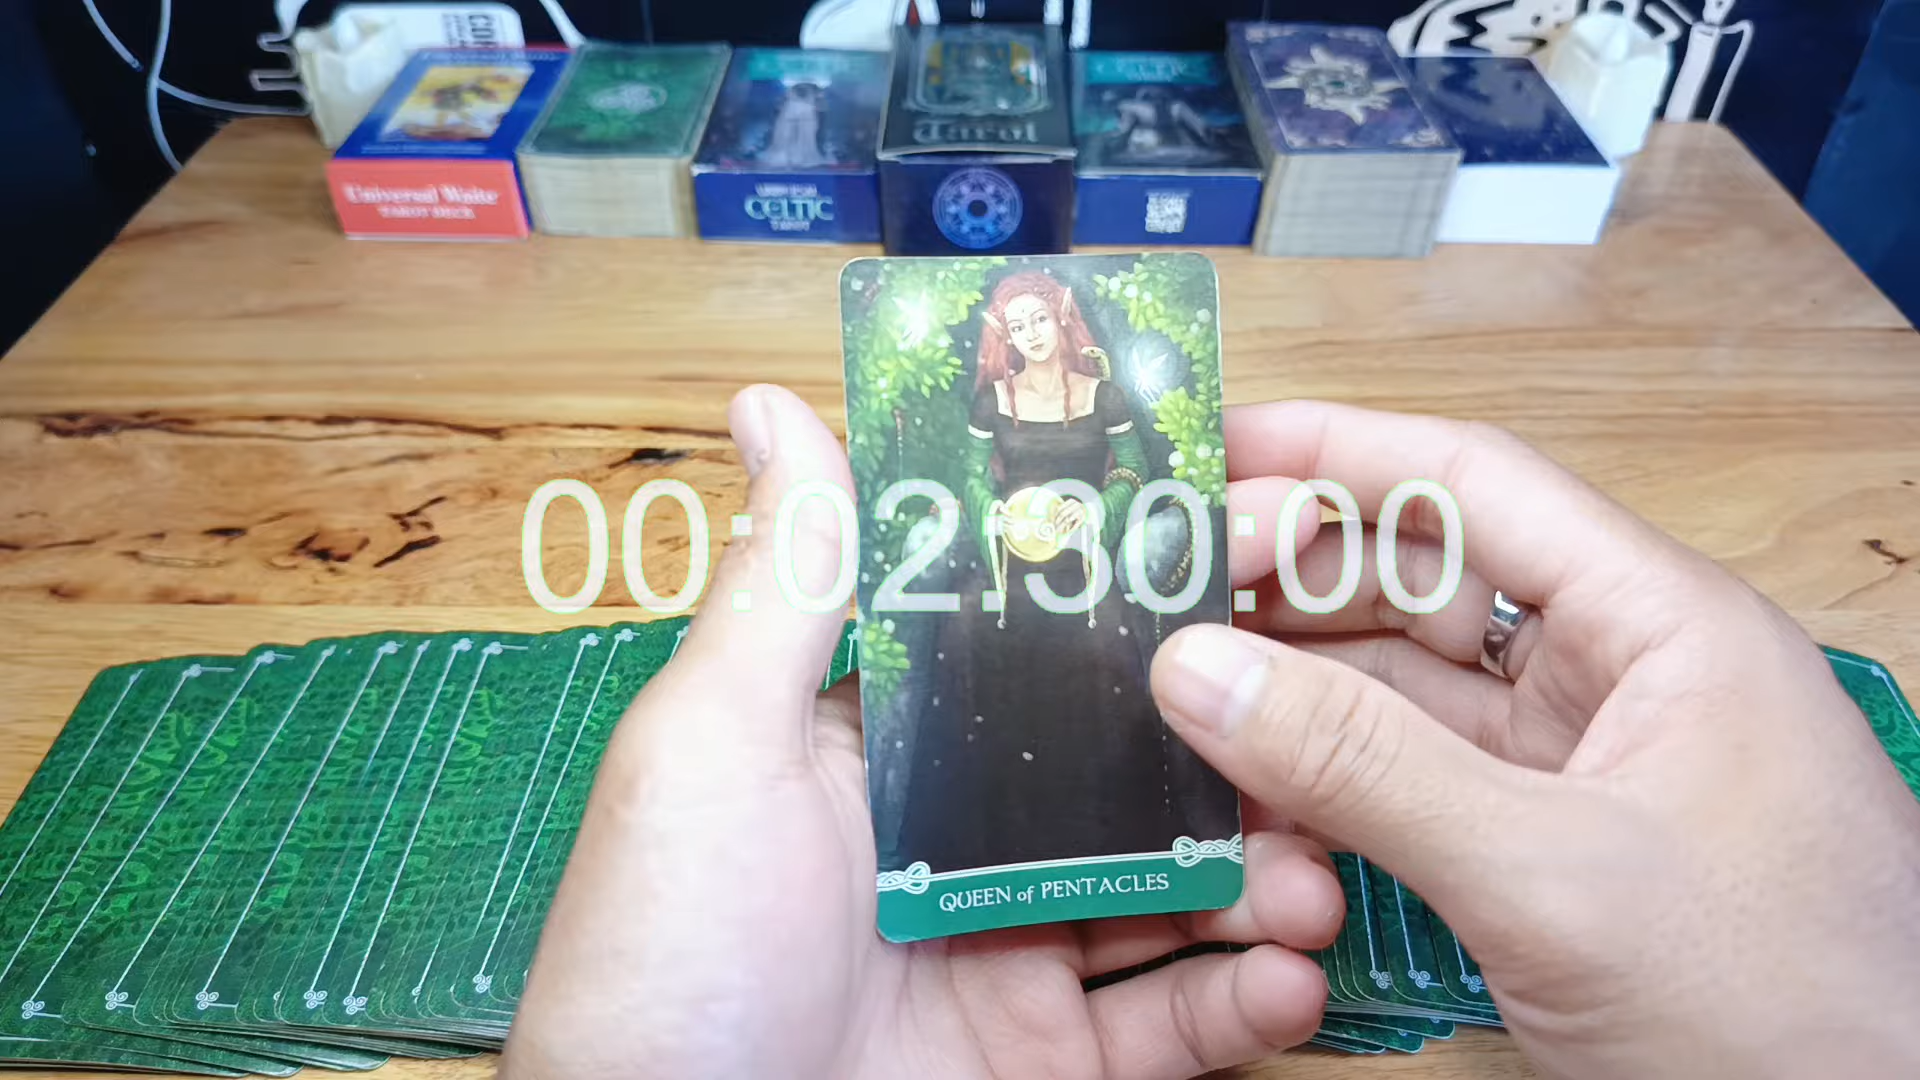 Universal Waite
TAROT DECK
CELTIC
TAROT
Tarot
00:02:30:00
QUEEN of PENTACLES